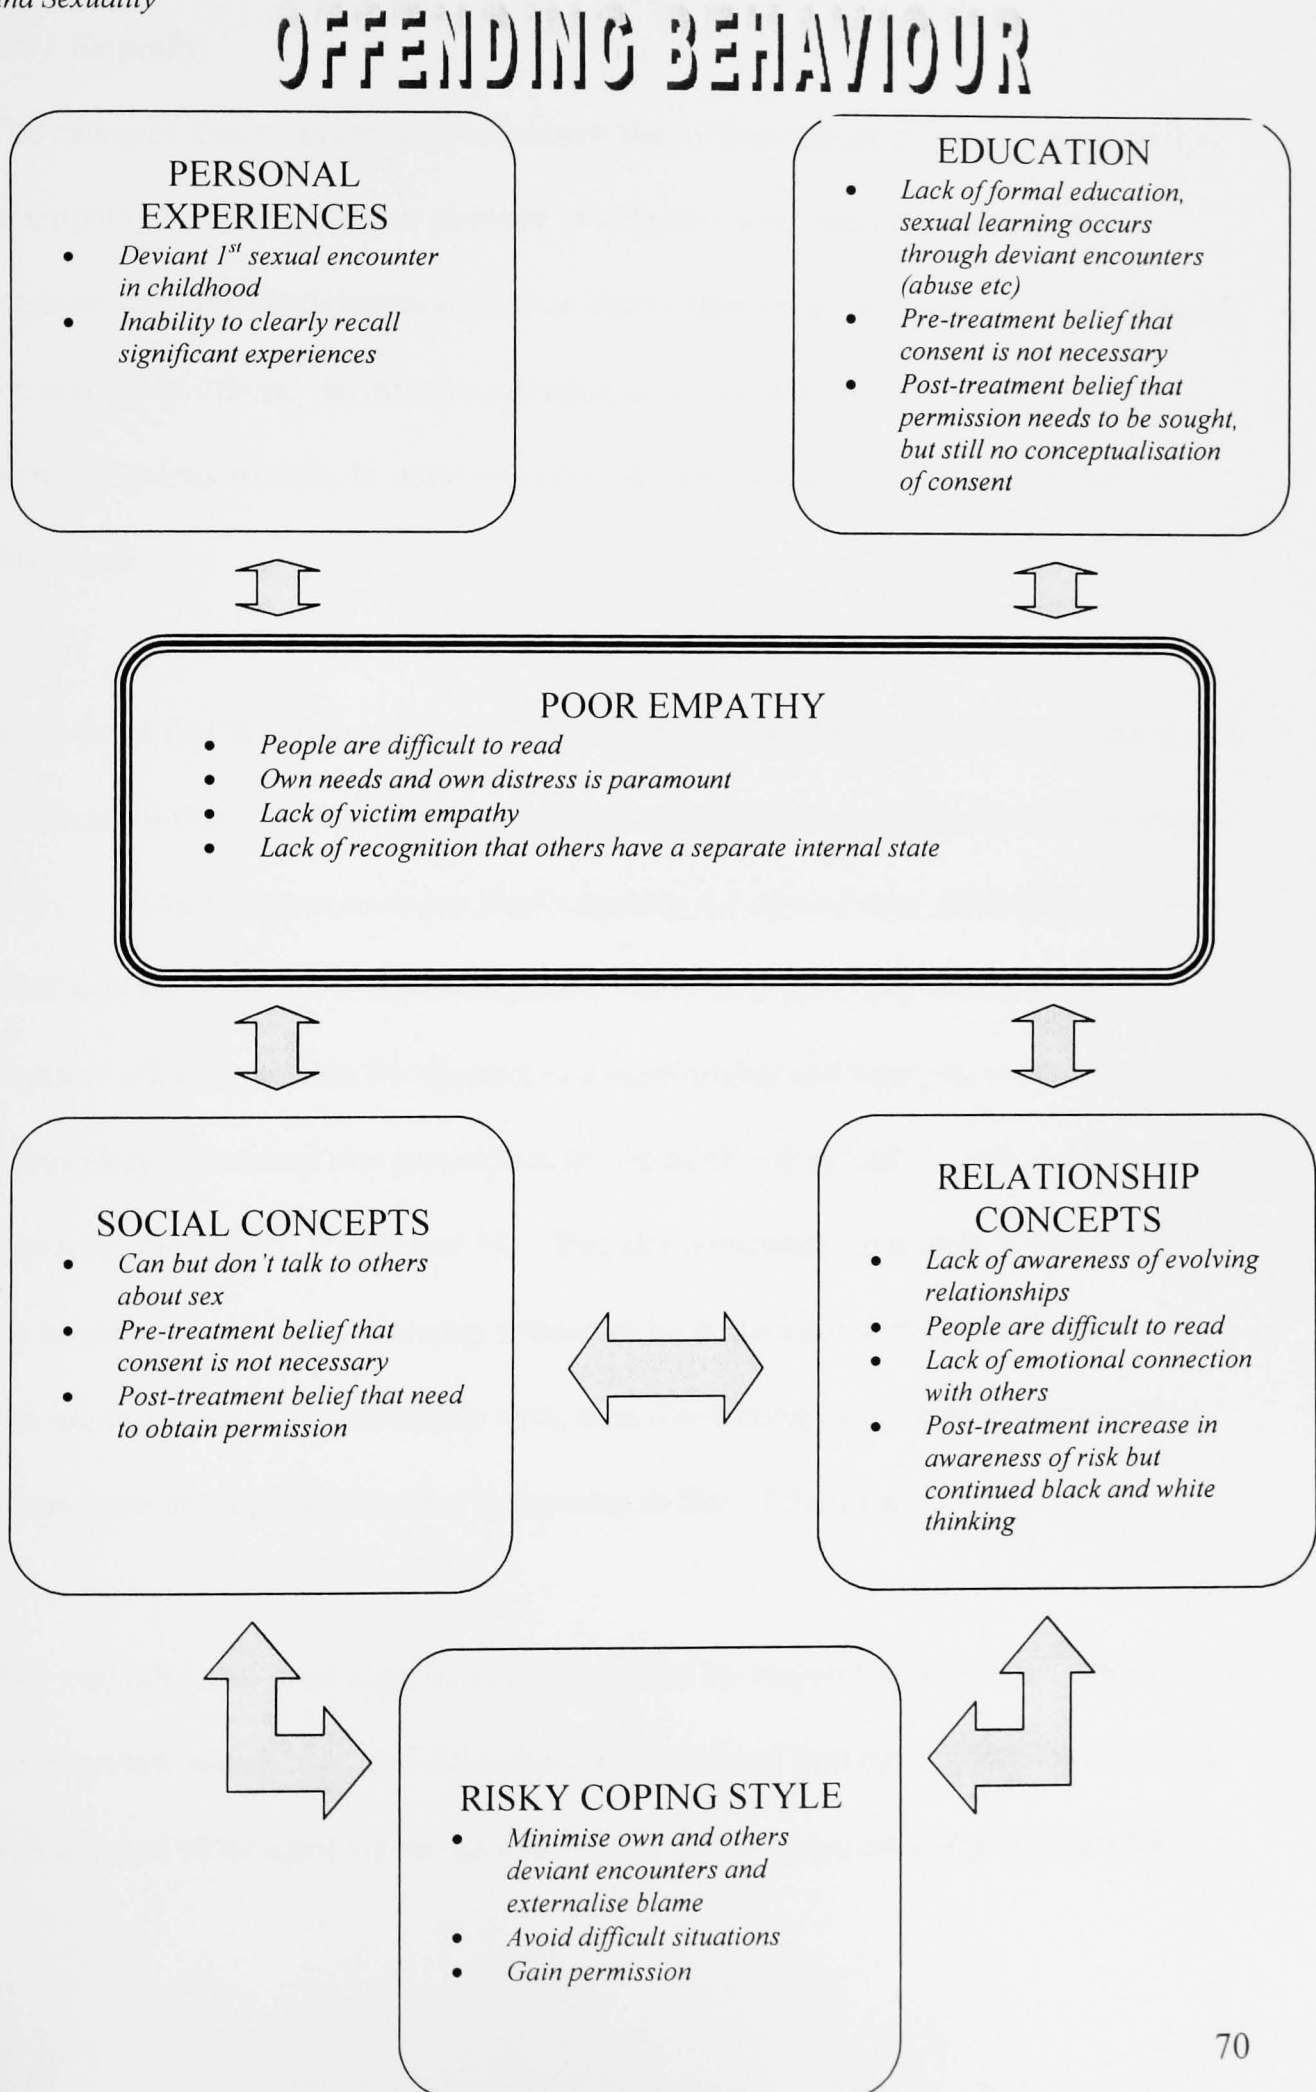 and Sexuality
OFFENDING BEHAVIOUR
PERSONAL
EXPERIENCES
• Deviant 1st sexual encounter
in childhood
• Inability to clearly recall
significant experiences
EDUCATION
• Lack of formal education,
sexual learning occurs
through deviant encounters
(abuse etc)
• Pre-treatment belief that
consent is not necessary
• Post-treatment belief that
permission needs to be sought,
but still no conceptualisation
of consent
POOR EMPATHY
• People are difficult to read
• Own needs and own distress is paramount
• Lack of victim empathy
• Lack of recognition that others have a separate internal state
SOCIAL CONCEPTS
• Can but don't talk to others
about sex
• Pre-treatment belief that
consent is not necessary
• Post-treatment belief that need
to obtain permission
RELATIONSHIP
CONCEPTS
• Lack of awareness of evolving
relationships
• People are difficult to read
• Lack of emotional connection
with others
• Post-treatment increase in
awareness of risk but
continued black and white
thinking
RISKY COPING STYLE
• Minimise own and others
deviant encounters and
externalise blame
• Avoid difficult situations
• Gain permission
70